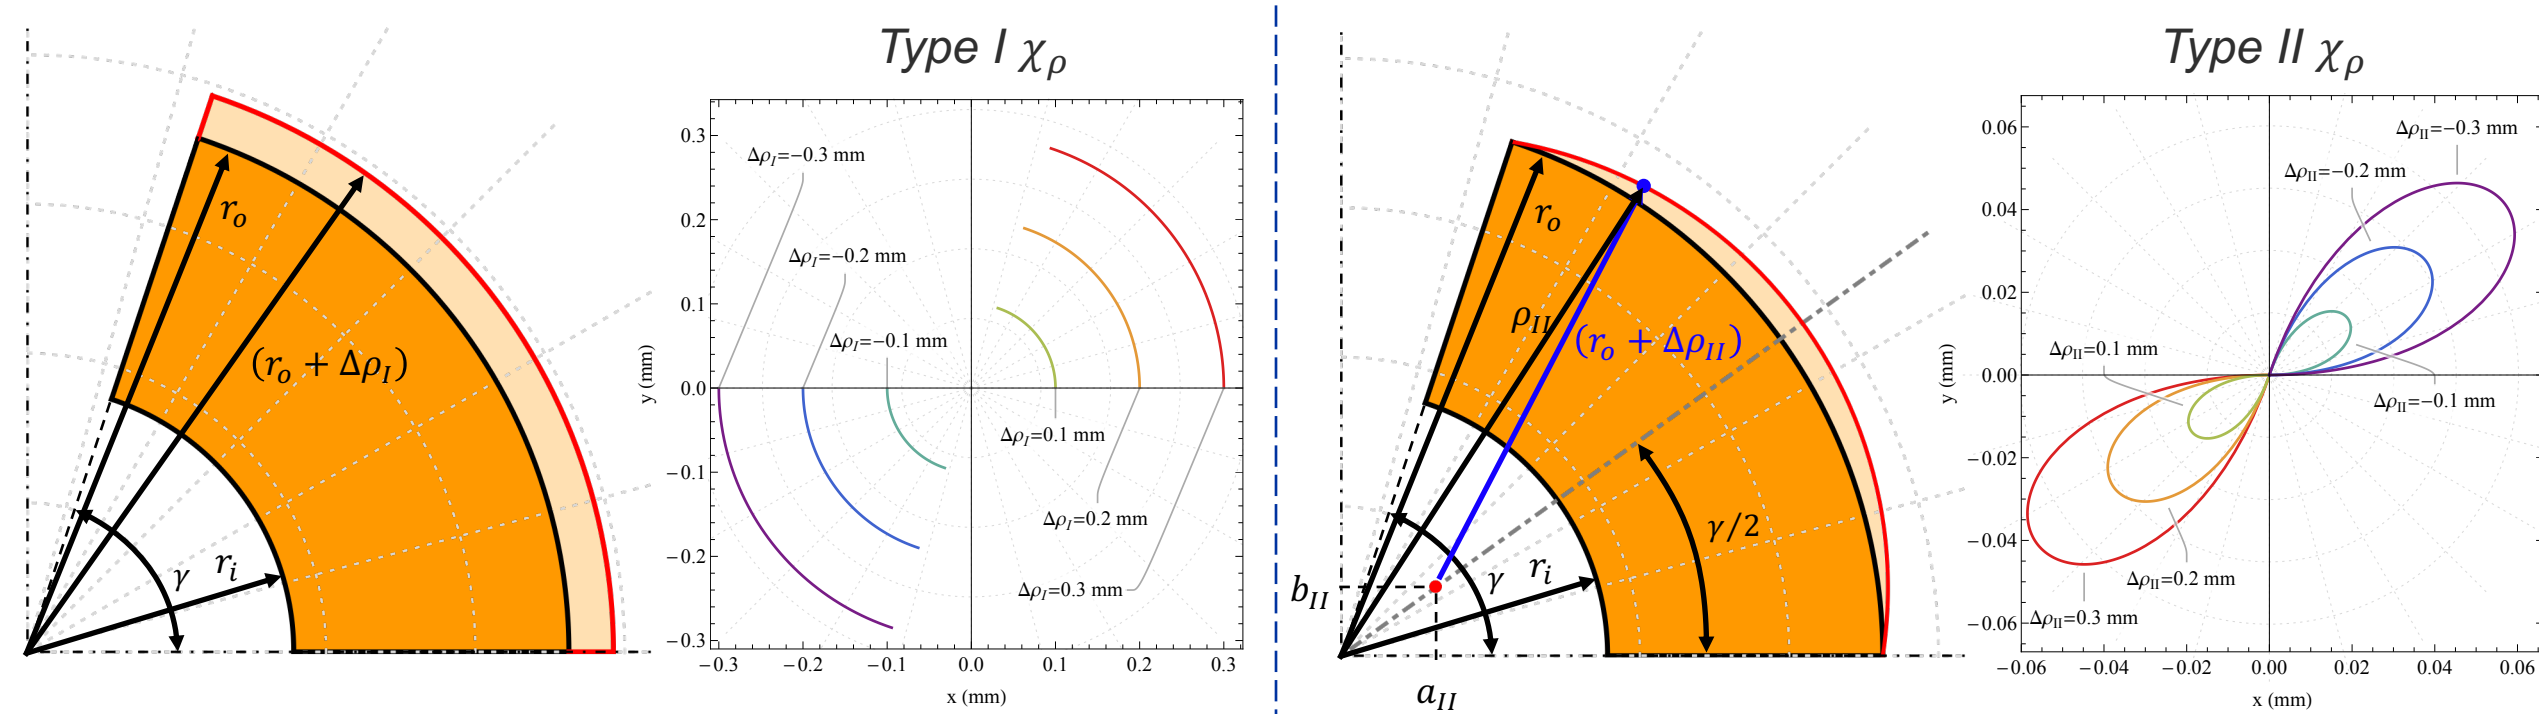 Type I χρ
r_o
(r_o + Δρ_I)
γ
r_i
0.3
0.2
0.1
0.0
−0.1
−0.2
−0.3
y (mm)
−0.3 −0.2 −0.1 0.0 0.1 0.2 0.3
x (mm)
Δρ_I=−0.3 mm
Δρ_I=−0.2 mm
Δρ_I=−0.1 mm
Δρ_I=0.1 mm
Δρ_I=0.2 mm
Δρ_I=0.3 mm
Type II χρ
r_o
ρ_II
(r_o + Δρ_II)
γ/2
γ
r_i
b_II
a_II
0.06
0.04
0.02
0.00
−0.02
−0.04
−0.06
y (mm)
−0.06 −0.04 −0.02 0.00 0.02 0.04 0.06
x (mm)
Δρ_II=−0.3 mm
Δρ_II=−0.2 mm
Δρ_II=0.1 mm
Δρ_II=−0.1 mm
Δρ_II=0.2 mm
Δρ_II=0.3 mm